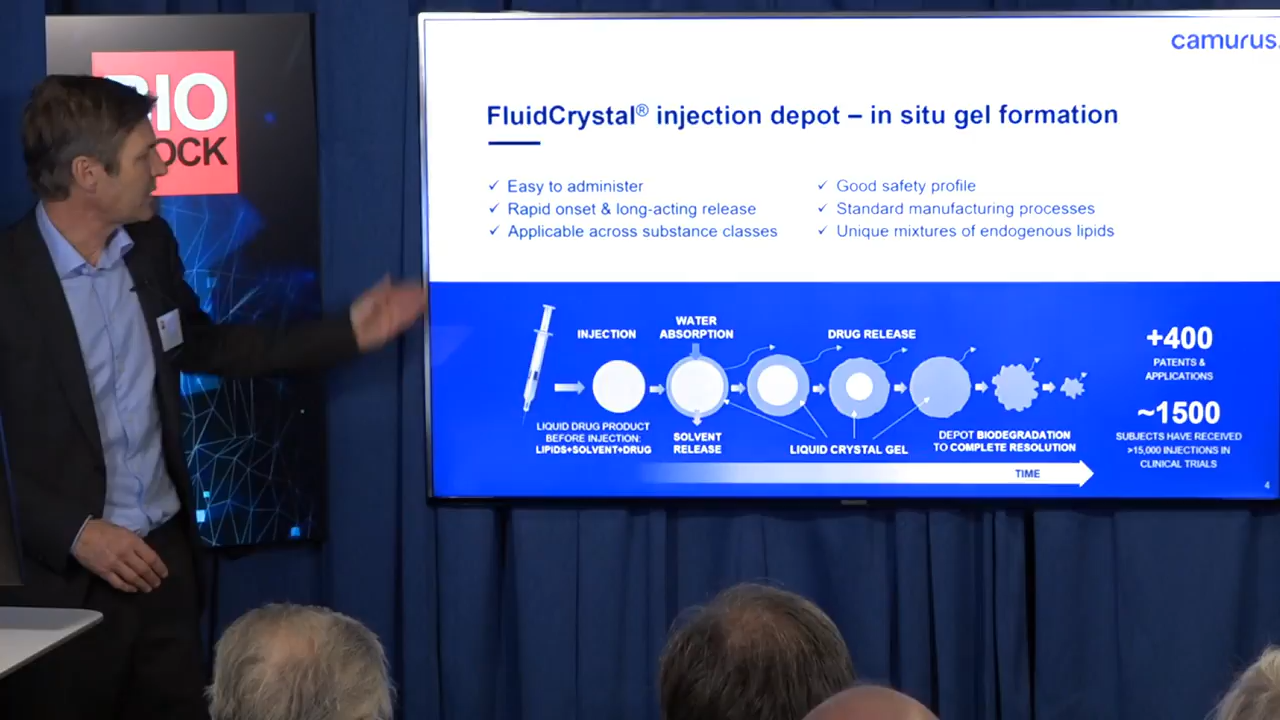 BIO
OCK
camurus.
FluidCrystal® injection depot – in situ gel formation
✓ Easy to administer
✓ Rapid onset & long-acting release
✓ Applicable across substance classes
✓ Good safety profile
✓ Standard manufacturing processes
✓ Unique mixtures of endogenous lipids
INJECTION
WATER
ABSORPTION
DRUG RELEASE
LIQUID DRUG PRODUCT
BEFORE INJECTION:
LIPIDS+SOLVENT+DRUG
SOLVENT
RELEASE
LIQUID CRYSTAL GEL
DEPOT BIODEGRADATION
TO COMPLETE RESOLUTION
TIME
+400
PATENTS &
APPLICATIONS
~1500
SUBJECTS HAVE RECEIVED
>15,000 INJECTIONS IN
CLINICAL TRIALS
4